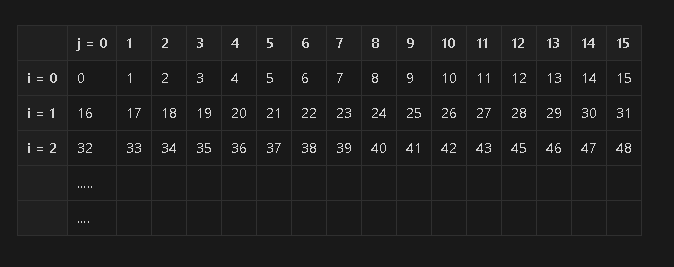 j = 0 1 2 3 4 5 6 7 8 9 10 11 12 13 14 15
i = 0 0 1 2 3 4 5 6 7 8 9 10 11 12 13 14 15
i = 1 16 17 18 19 20 21 22 23 24 25 26 27 28 29 30 31
i = 2 32 33 34 35 36 37 38 39 40 41 42 43 45 46 47 48
.....
....